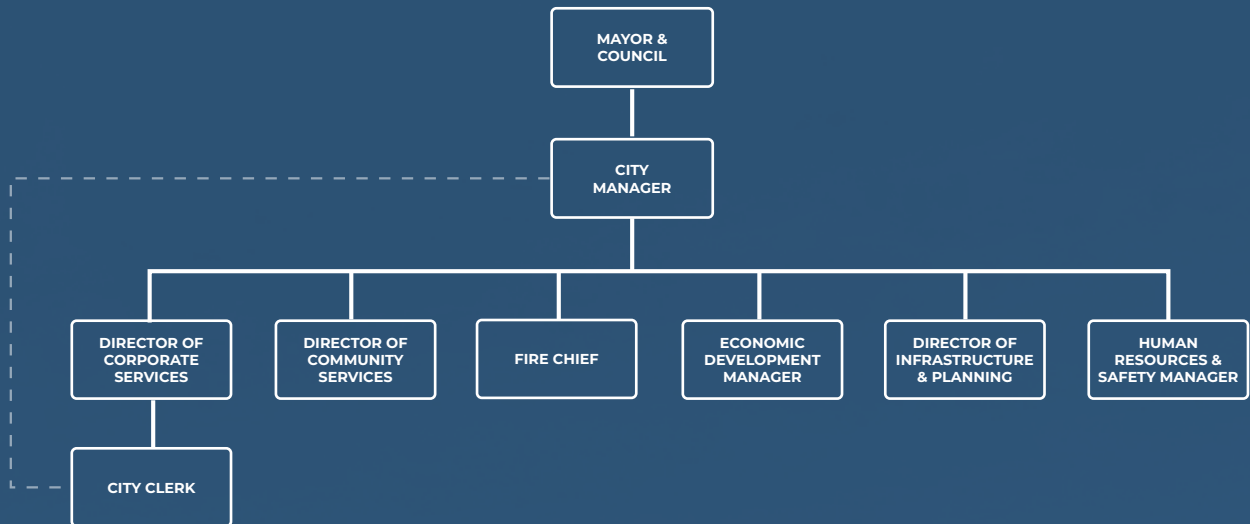 MAYOR &
COUNCIL
CITY
MANAGER
DIRECTOR OF
CORPORATE
SERVICES
DIRECTOR OF
COMMUNITY
SERVICES
FIRE CHIEF
ECONOMIC
DEVELOPMENT
MANAGER
DIRECTOR OF
INFRASTRUCTURE
& PLANNING
HUMAN
RESOURCES &
SAFETY MANAGER
CITY CLERK